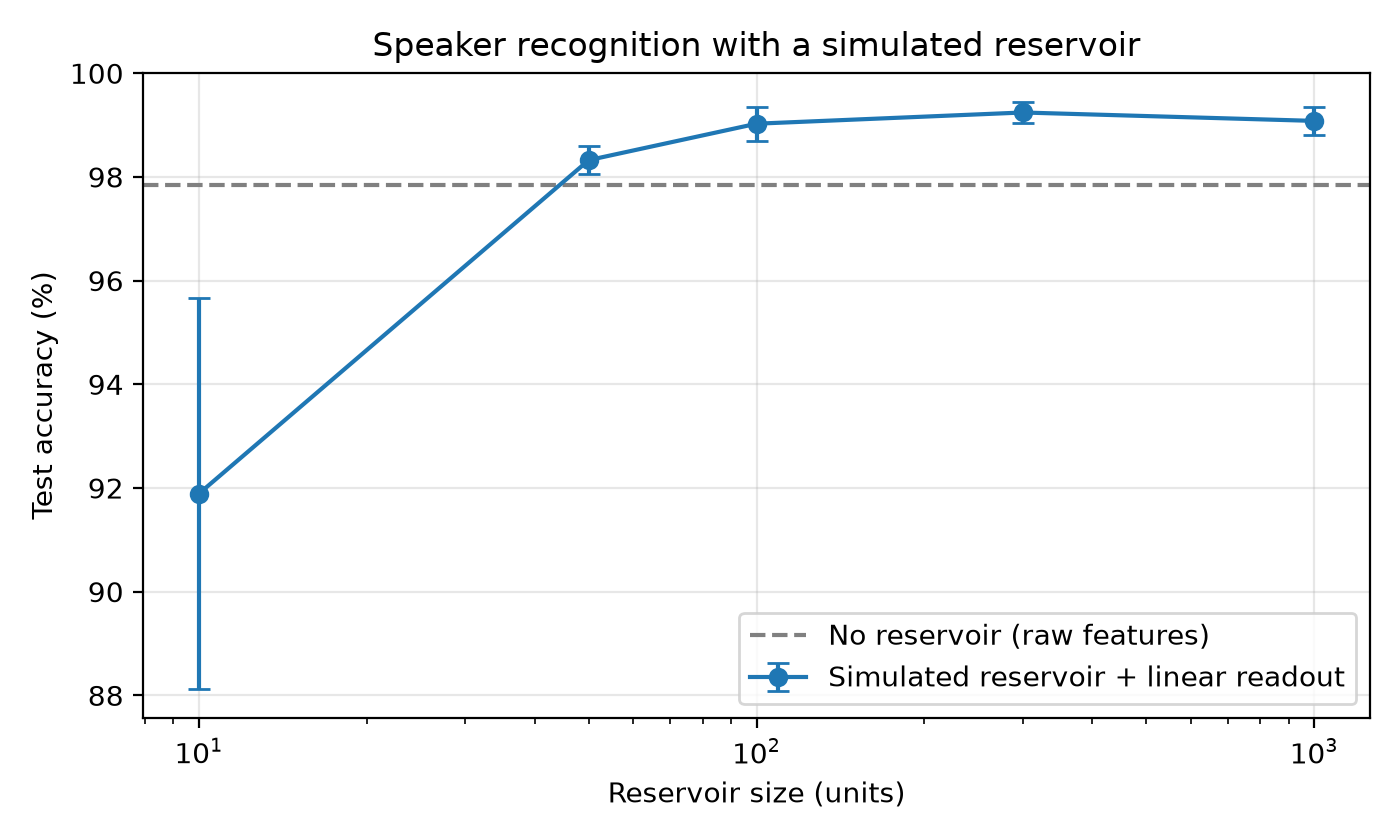 Speaker recognition with a simulated reservoir
100
98
96
94
92
90
88
Test accuracy (%)
No reservoir (raw features)
Simulated reservoir + linear readout
10¹
10²
10³
Reservoir size (units)